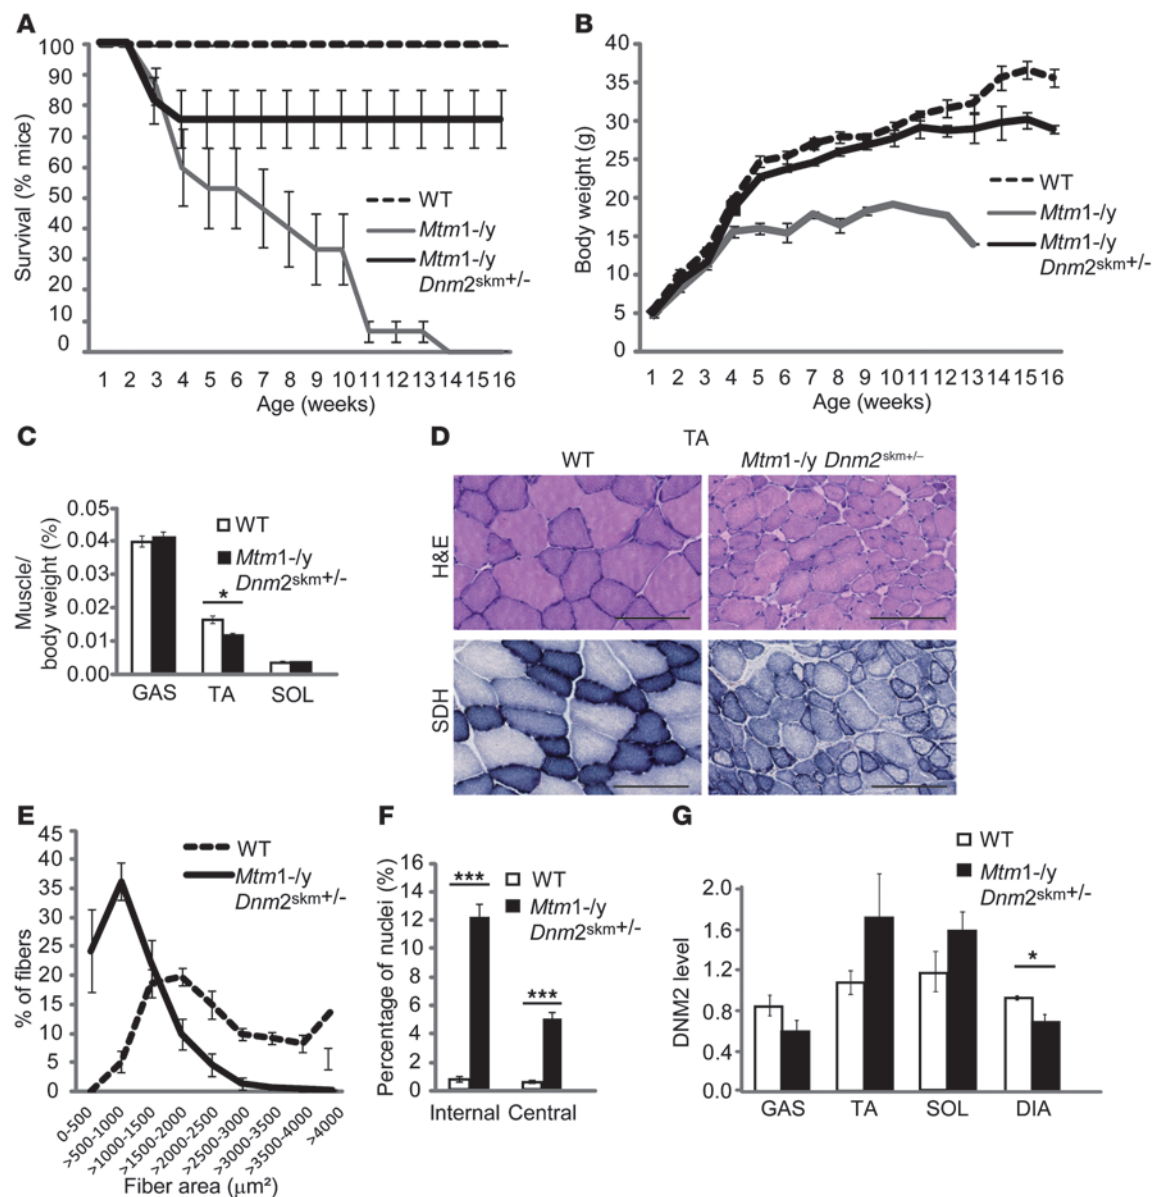 A
100
90
80
70
60
50
40
30
20
10
0
Survival (% mice)
WT
Mtm1-/y
Mtm1-/y
Dnm2skm+/-
1 2 3 4 5 6 7 8 9 10 11 12 13 14 15 16
Age (weeks)
B
40
35
30
25
20
15
10
5
0
Body weight (g)
WT
Mtm1-/y
Mtm1-/y
Dnm2skm+/-
1 2 3 4 5 6 7 8 9 10 11 12 13 14 15 16
Age (weeks)
C
0.05
0.04
0.03
0.02
0.01
0.00
Muscle/
body weight (%)
WT
Mtm1-/y
Dnm2skm+/-
*
GAS TA SOL
D
TA
WT Mtm1-/y Dnm2skm+/–
H&E
SDH
E
45
40
35
30
25
20
15
10
5
0
% of fibers
WT
Mtm1-/y
Dnm2skm+/-
0-500
>500-1000
>1000-1500
>1500-2000
>2000-2500
>2500-3000
>3000-3500
>3500-4000
>4000
Fiber area (µm²)
F
16
14
12
10
8
6
4
2
0
Percentage of nuclei (%)
WT
Mtm1-/y
Dnm2skm+/-
***
***
Internal Central
G
2.0
1.6
1.2
0.8
0.4
0.0
DNM2 level
WT
Mtm1-/y
Dnm2skm+/-
*
GAS TA SOL DIA